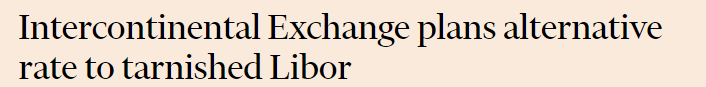 Intercontinental Exchange plans alternative
rate to tarnished Libor